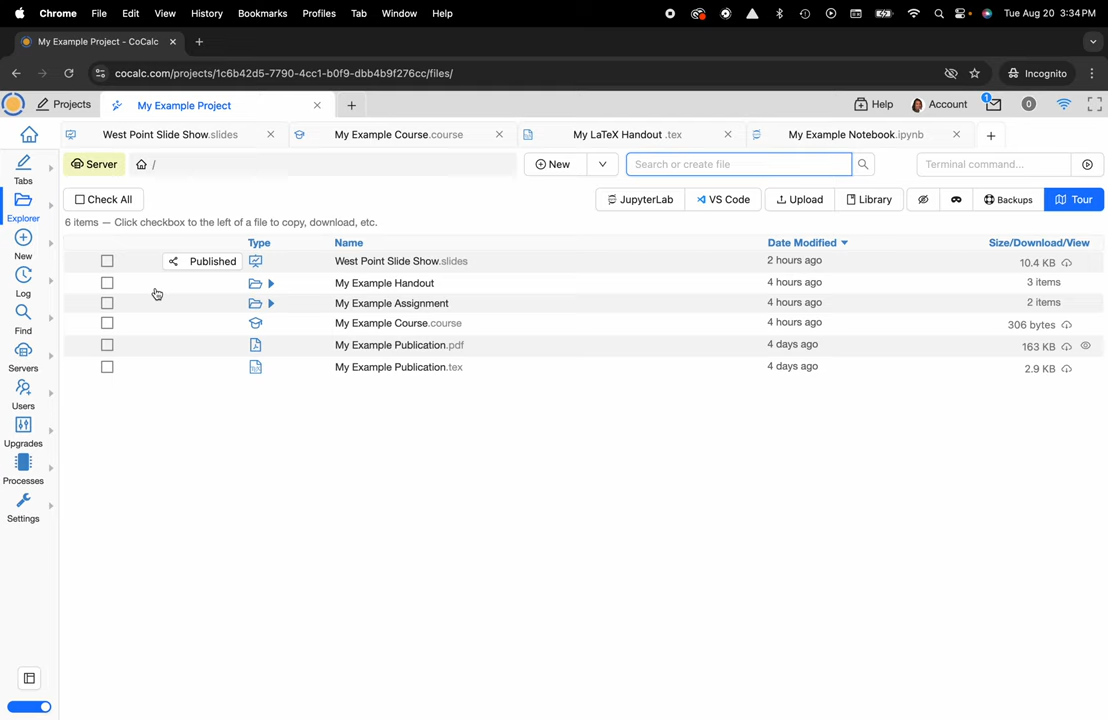 Chrome File Edit View History Bookmarks Profiles Tab Window Help Tue Aug 20 3:34 PM
My Example Project - CoCalc
cocalc.com/projects/1c6b42d5-7790-4cc1-b0f9-dbb4b9f276cc/files/ Incognito
Projects My Example Project Help Account 1 0
West Point Slide Show.slides My Example Course.course My LaTeX Handout .tex My Example Notebook.ipynb
Server / New Search or create file Terminal command...
Tabs
Check All JupyterLab VS Code Upload Library Backups Tour
Explorer
6 items — Click checkbox to the left of a file to copy, download, etc.
Type Name Date Modified Size/Download/View
New
Published West Point Slide Show.slides 2 hours ago 10.4 KB
My Example Handout 4 hours ago 3 items
Log
My Example Assignment 4 hours ago 2 items
My Example Course.course 4 hours ago 306 bytes
Find
My Example Publication.pdf 4 days ago 163 KB
My Example Publication.tex 4 days ago 2.9 KB
Servers
Users
Upgrades
Processes
Settings